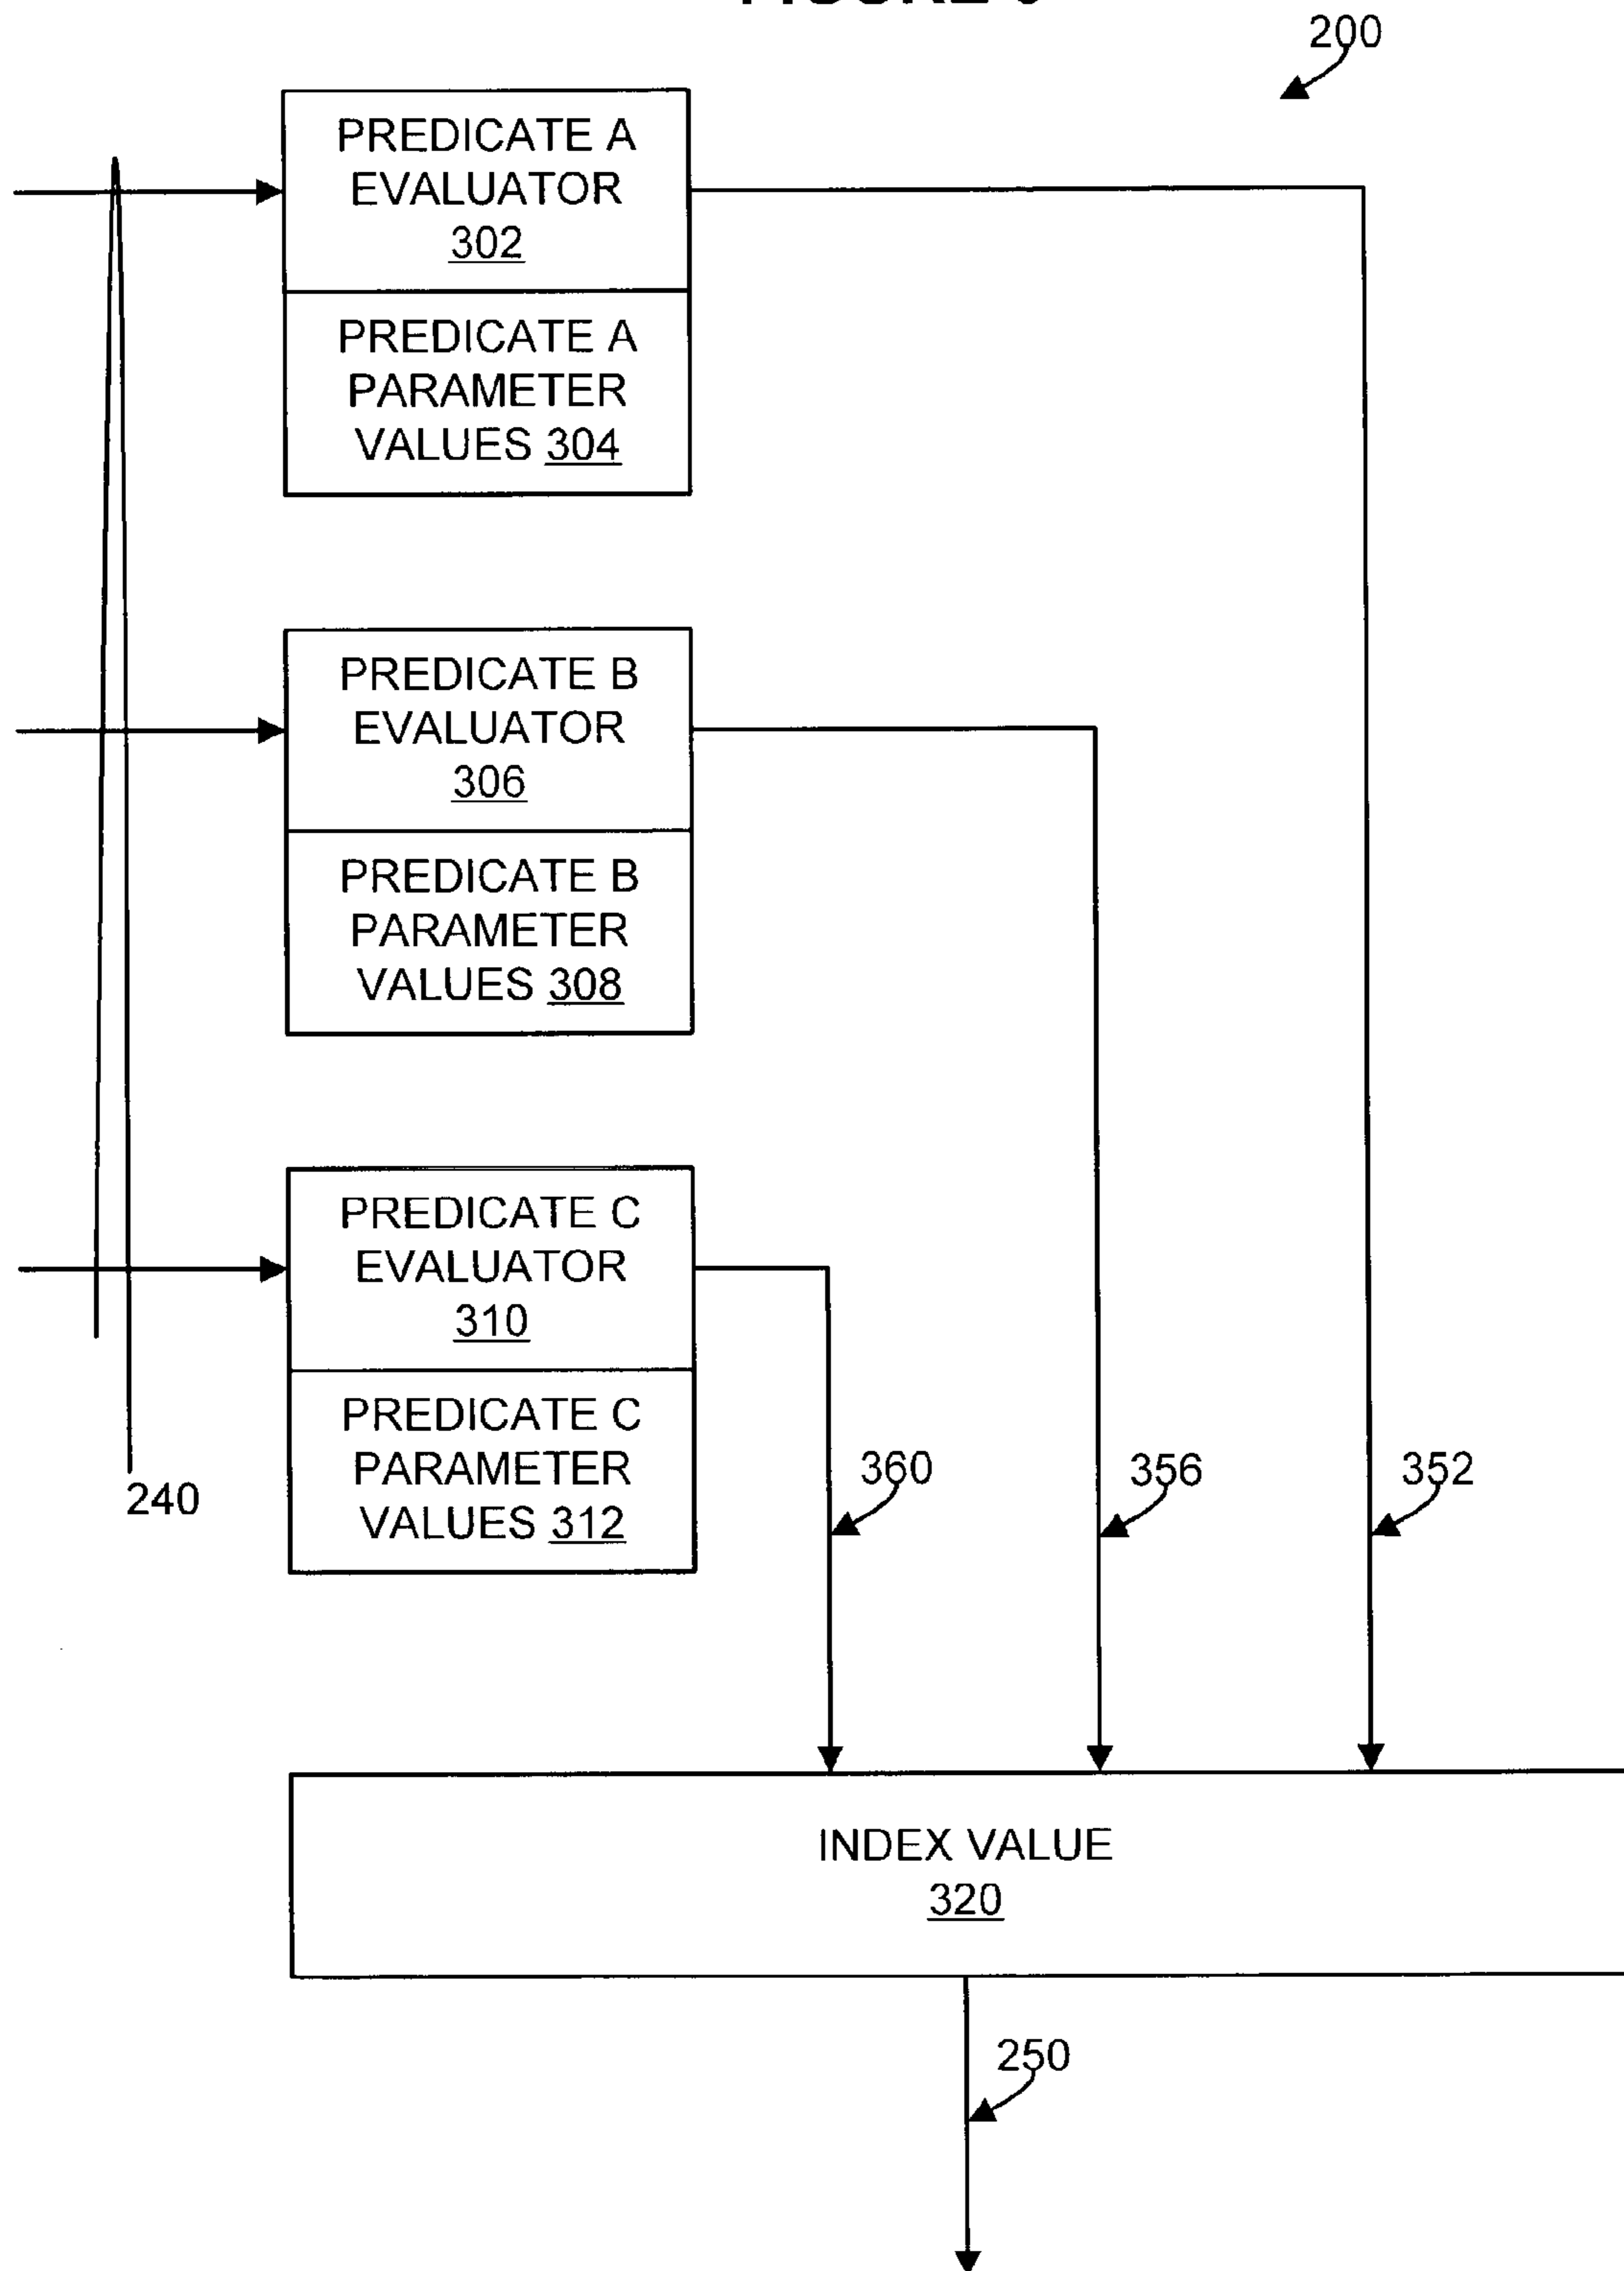 200
PREDICATE A
EVALUATOR
302
PREDICATE A
PARAMETER
VALUES 304
PREDICATE B
EVALUATOR
306
PREDICATE B
PARAMETER
VALUES 308
PREDICATE C
EVALUATOR
310
PREDICATE C
PARAMETER
VALUES 312
240
360
356
352
INDEX VALUE
320
250